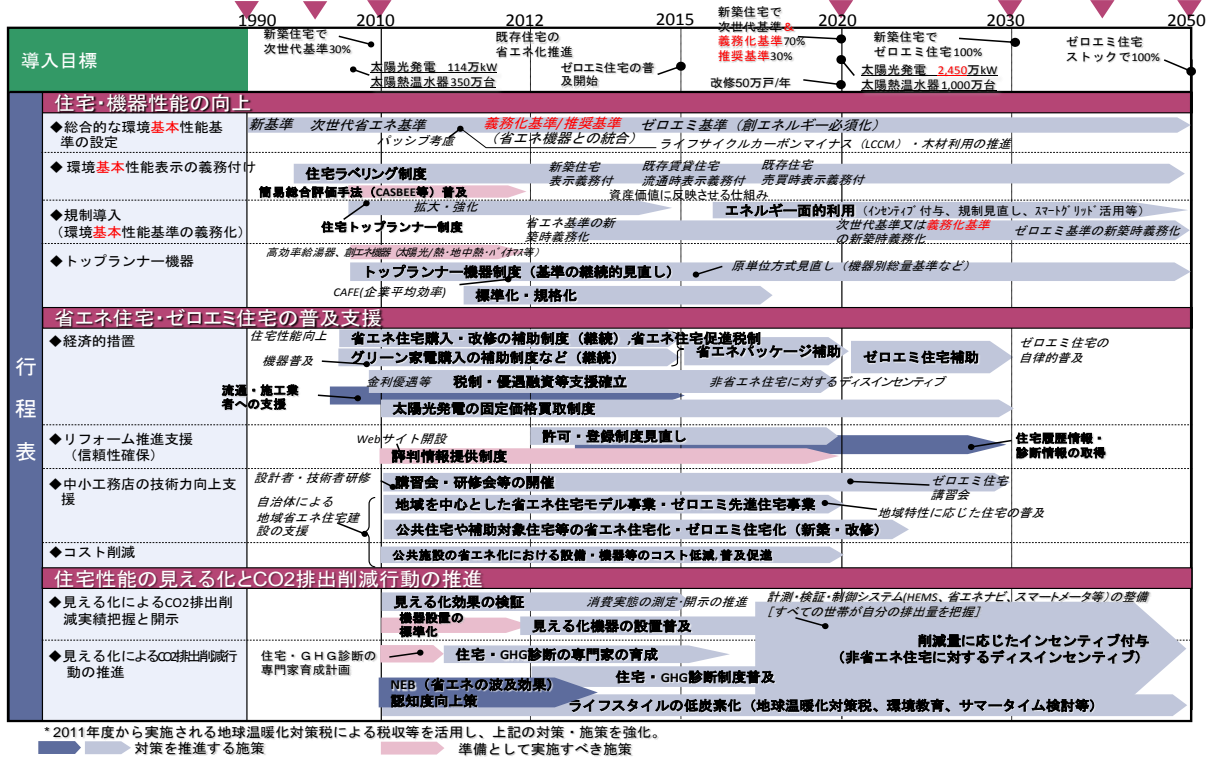 1990
2010
2012
2015
2020
2030
2050
導入目標
新築住宅で
次世代基準30%
太陽光発電　114万kW
太陽熱温水器350万台
既存住宅の
省エネ化推進
ゼロエミ住宅の普
及開始
新築住宅で
次世代基準&
義務化基準70%
推奨基準30%
改修50万戸/年
新築住宅で
ゼロエミ住宅100%
太陽光発電　2,450万kW
太陽熱温水器1,000万台
ゼロエミ住宅
ストックで100%
行程表
住宅・機器性能の向上
◆総合的な環境基本性能基
準の設定
新基準
次世代省エネ基準
義務化基準/推奨基準
(省エネ機器との統合)
ゼロエミ基準（創エネルギー必須化）
パッシブ考慮
ライフサイクルカーボンマイナス（LCCM）・木材利用の推進
◆環境基本性能表示の義務付け
住宅ラベリング制度
新築住宅
表示義務付
既存賃貸住宅
流通時表示義務付
既存住宅
売買時表示義務付
簡易総合評価手法（CASBEE等）普及
資産価値に反映させる仕組み
◆規制導入
（環境基本性能基準の義務化）
拡大・強化
住宅トップランナー制度
エネルギー面的利用（インセンティブ付与、規制見直し、スマートグリッド活用等）
省エネ基準の新
築時義務化
次世代基準又は義務化基準
の新築時義務化
ゼロエミ基準の新築時義務化
◆トップランナー機器
高効率給湯器、創エネ機器（太陽光/熱・地中熱・バイオマス等）
トップランナー機器制度（基準の継続的見直し）
原単位方式見直し（機器別総量基準など）
CAFE(企業平均効率)
標準化・規格化
省エネ住宅・ゼロエミ住宅の普及支援
◆経済的措置
住宅性能向上
省エネ住宅購入・改修の補助制度（継続）,省エネ住宅促進税制
機器普及
グリーン家電購入の補助制度など（継続）
省エネパッケージ補助
ゼロエミ住宅補助
ゼロエミ住宅の
自律的普及
金利優遇等
税制・優遇融資等支援確立
非省エネ住宅に対するディスインセンティブ
流通・施工業
者への支援
太陽光発電の固定価格買取制度
◆リフォーム推進支援
（信頼性確保）
Webサイト開設
許可・登録制度見直し
評判情報提供制度
住宅履歴情報・
診断情報の取得
◆中小工務店の技術力向上支
援
設計者・技術者研修
講習会・研修会等の開催
ゼロエミ住宅
講習会
自治体による
地域省エネ住宅建
設の支援
地域を中心とした省エネ住宅モデル事業・ゼロエミ先進住宅事業
地域特性に応じた住宅の普及
公共住宅や補助対象住宅等の省エネ住宅化・ゼロエミ住宅化（新築・改修）
◆コスト削減
公共施設の省エネ化における設備・機器等のコスト低減,普及促進
住宅性能の見える化とCO2排出削減行動の推進
◆見える化によるCO2排出削
減実績把握と開示
見える化効果の検証
消費実態の測定・開示の推進
計測・検証・制御システム(HEMS、省エネナビ、スマートメータ等）の整備
［すべての世帯が自分の排出量を把握］
機器設置の
標準化
見える化機器の設置普及
削減量に応じたインセンティブ付与
（非省エネ住宅に対するディスインセンティブ）
◆見える化によるCO2排出削減行
動の推進
住宅・ＧＨＧ診断の
専門家育成計画
住宅・GHG診断の専門家の育成
住宅・GHG診断制度普及
NEB（省エネの波及効果）
認知度向上策
ライフスタイルの低炭素化（地球温暖化対策税、環境教育、サマータイム検討等）
*2011年度から実施される地球温暖化対策税による税収等を活用し、上記の対策・施策を強化。
対策を推進する施策
準備として実施すべき施策